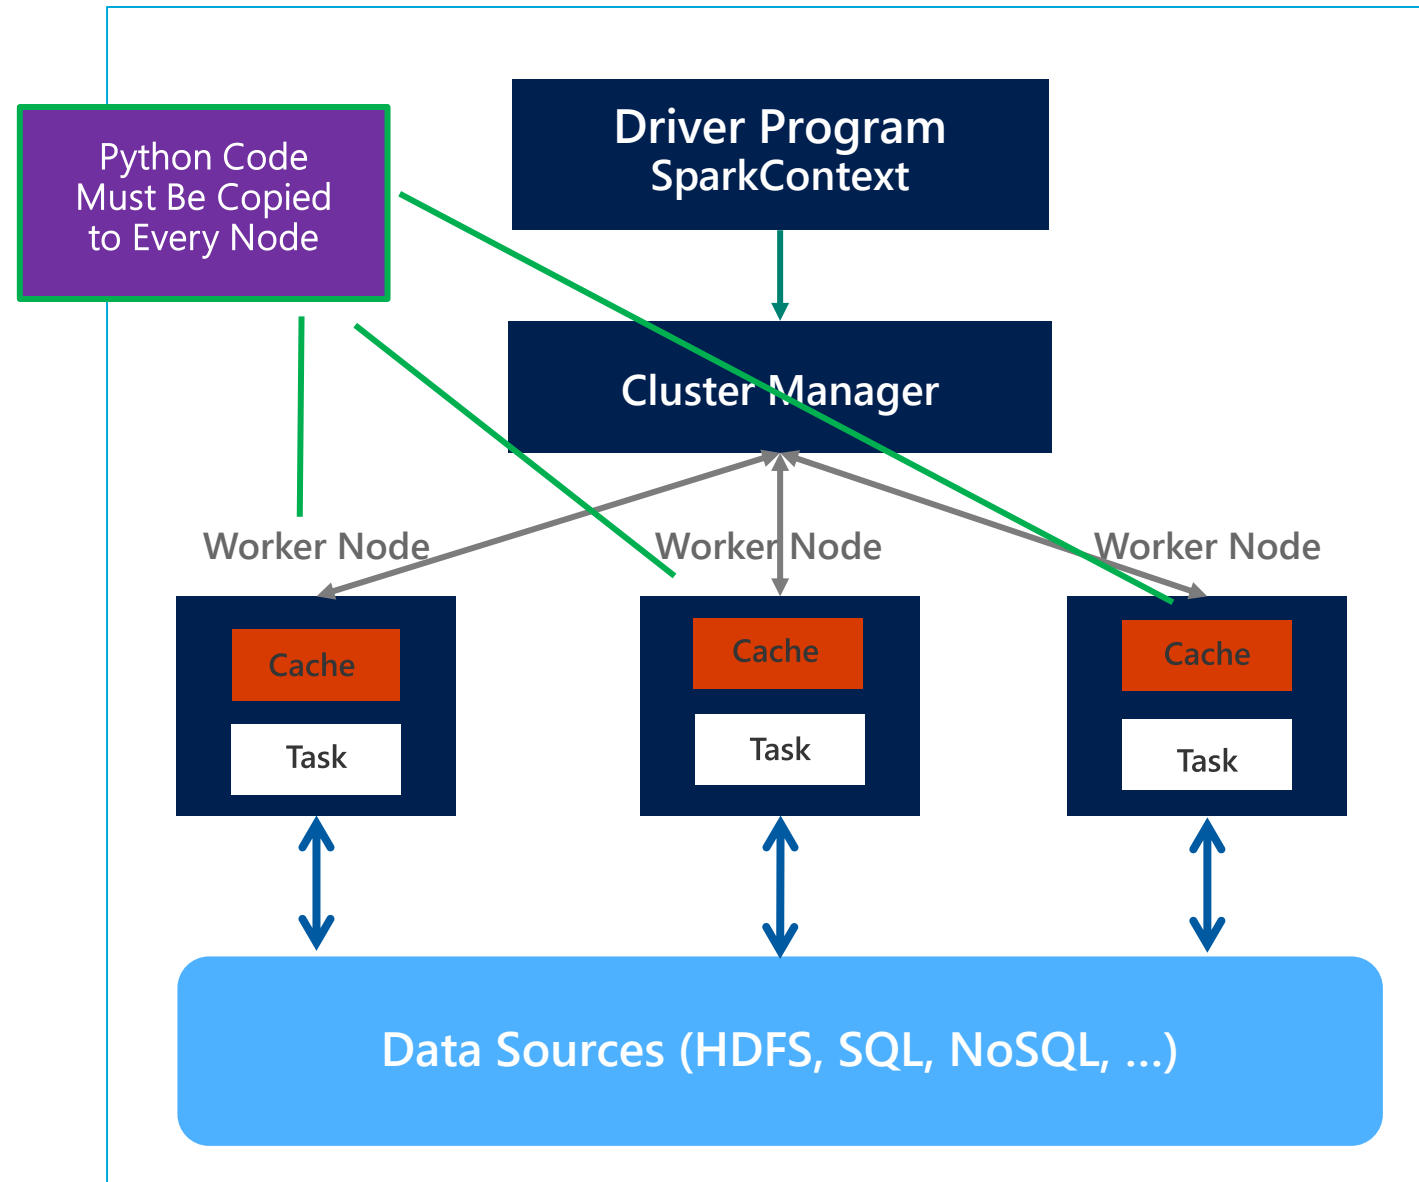 Driver Program
SparkContext
Python Code
Must Be Copied
to Every Node
Cluster Manager
Worker Node
Worker Node
Worker Node
Cache
Cache
Cache
Task
Task
Task
Data Sources (HDFS, SQL, NoSQL, …)